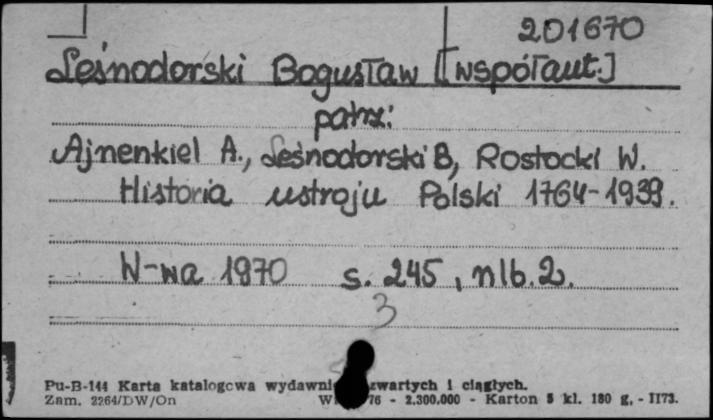 201670
Leśnodorski Bogusław [współaut.]
patrz:
Ajnenkiel A., Leśnodorski B, Rostocki W.
Historia ustroju Polski 1764-1939.
W-wa 1970 s. 245, nlb. 2.
3
Pu-B-144 Karta katalogowa wydawni zwartych i ciągłych.
Zam. 2264/DW/On W 76 - 2.300.000 - Karton 5 kl. 180 g, - II73.